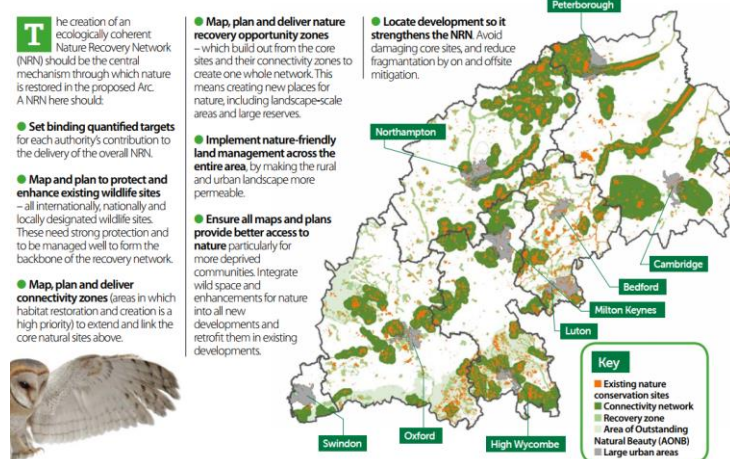 The creation of an
ecologically coherent
Nature Recovery Network
(NRN) should be the central
mechanism through which nature
is restored in the proposed Arc.
A NRN here should:
● Set binding quantified targets
for each authority's contribution
to the delivery of the overall NRN.
● Map and plan to protect and
enhance existing wildlife sites
– all internationally, nationally and
locally designated wildlife sites.
These need strong protection and
to be managed well to form the
backbone of the recovery network.
● Map, plan and deliver
connectivity zones (areas in which
habitat restoration and creation is a
high priority) to extend and link the
core natural sites above.
● Map, plan and deliver nature
recovery opportunity zones
– which build out from the core
sites and their connectivity zones to
create one whole network. This
means creating new places for
nature, including landscape-scale
areas and large reserves.
● Implement nature-friendly
land management across the
entire area, by making the rural
and urban landscape more
permeable.
● Ensure all maps and plans
provide better access to
nature particularly for
more deprived
communities. Integrate
wild space and
enhancements for nature
into all new
developments and
retrofit them in existing
developments.
● Locate development so it
strengthens the NRN. Avoid
damaging core sites, and reduce
fragmantation by on and offsite
mitigation.
Peterborough
Northampton
Cambridge
Bedford
Milton Keynes
Luton
Swindon
Oxford
High Wycombe
Key
Existing nature
conservation sites
Connectivity network
Recovery zone
Area of Outstanding
Natural Beauty (AONB)
Large urban areas